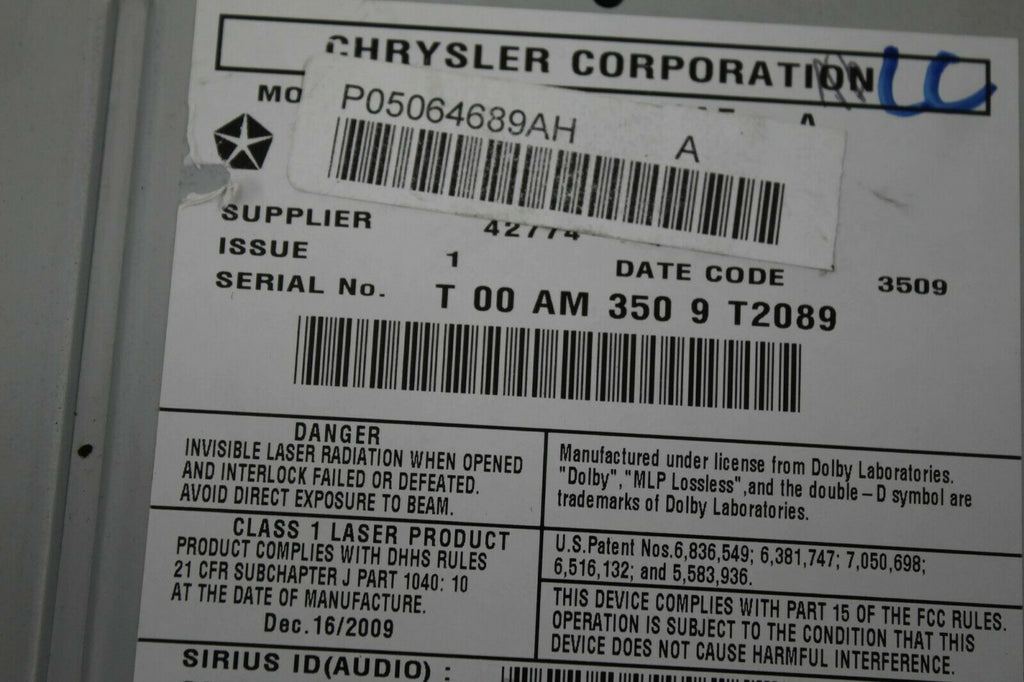 CHRYSLER CORPORATION
P05064689AH A
SUPPLIER 42774
ISSUE 1 DATE CODE 3509
SERIAL No. T 00 AM 350 9 T2089
DANGER
INVISIBLE LASER RADIATION WHEN OPENED
AND INTERLOCK FAILED OR DEFEATED.
AVOID DIRECT EXPOSURE TO BEAM.
Manufactured under license from Dolby Laboratories.
"Dolby","MLP Lossless",and the double-D symbol are
trademarks of Dolby Laboratories.
CLASS 1 LASER PRODUCT
PRODUCT COMPLIES WITH DHHS RULES
21 CFR SUBCHAPTER J PART 1040: 10
AT THE DATE OF MANUFACTURE.
Dec.16/2009
U.S.Patent Nos.6,836,549; 6,381,747; 7,050,698;
6,516,132; and 5,583,936.
THIS DEVICE COMPLIES WITH PART 15 OF THE FCC RULES.
OPERATION IS SUBJECT TO THE CONDITION THAT THIS
DEVICE DOES NOT CAUSE HARMFUL INTERFERENCE.
SIRIUS ID(AUDIO) :